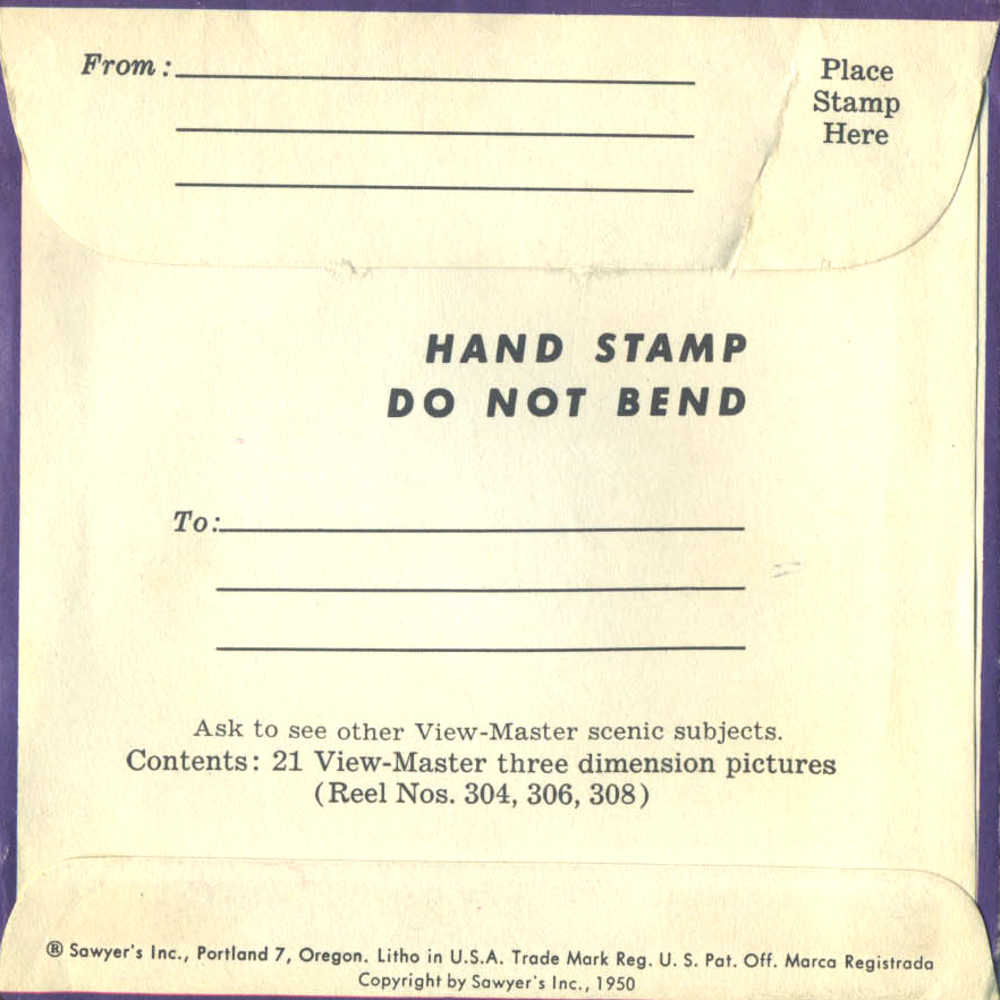 From :
Place
Stamp
Here
HAND STAMP
DO NOT BEND
To:
Ask to see other View-Master scenic subjects.
Contents: 21 View-Master three dimension pictures
(Reel Nos. 304, 306, 308)
® Sawyer's Inc., Portland 7, Oregon. Litho in U.S.A. Trade Mark Reg. U. S. Pat. Off. Marca Registrada
Copyright by Sawyer's Inc., 1950